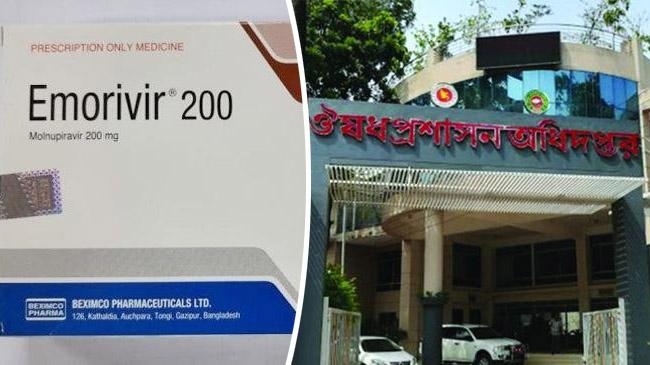 PRESCRIPTION ONLY MEDICINE
Emorivir® 200
Molnupiravir 200 mg
BEXIMCO
PHARMA
BEXIMCO PHARMACEUTICALS LTD.
126, Kathaldia, Auchpara, Tongi, Gazipur, Bangladesh
ঔষধপ্রশাসন অধিদপ্তর